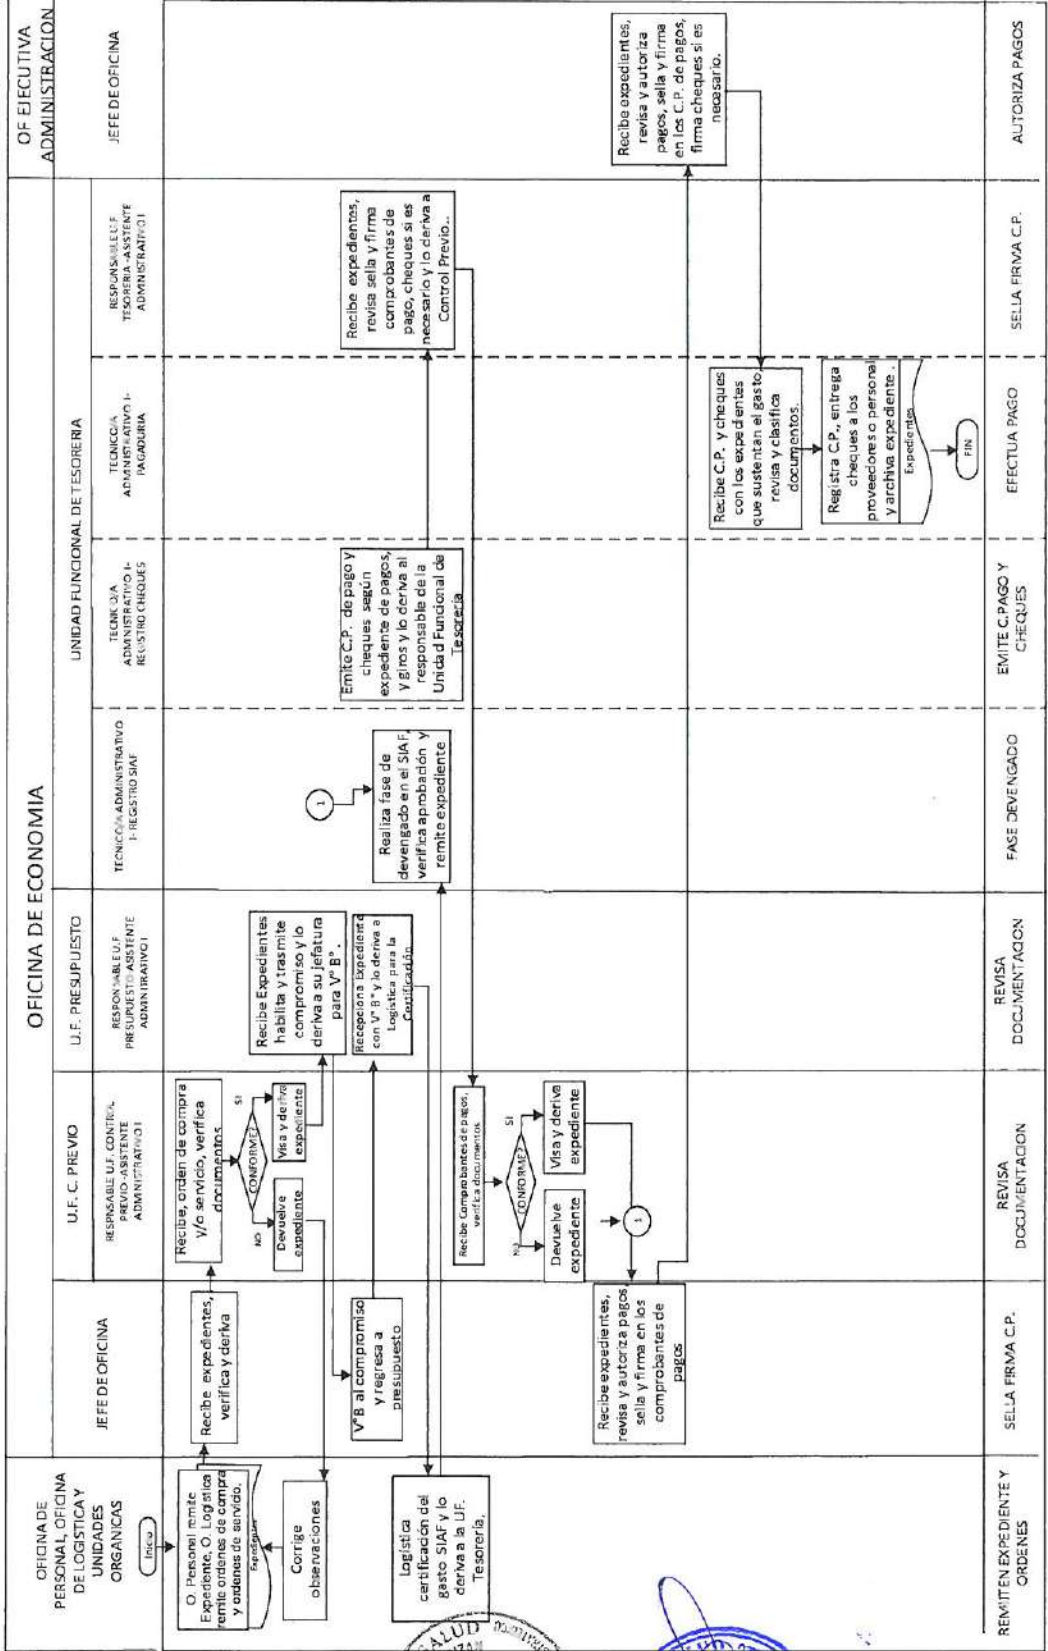 OFICINA DE
PERSONAL, OFICINA
DE LOGISTICA Y
UNIDADES
ORGANICAS
OFICINA DE ECONOMIA
OF EJECUTIVA
ADMINISTRACION
JEFE DE OFICINA
U.F. C. PREVIO
U.F. PRESUPUESTO
UNIDAD FUNCIONAL DE TESORERIA
JEFE DE OFICINA
RESPNSABLE U.F. CONTROL
PREVIO -ASISTENTE
ADMINISTRATIVO I
RESPONSABLE U.F
PRESUPUESTO-ASISTENTE
ADMINISTRATIVO I
TECNICO/A ADMINISTRATIVO
I- REGISTRO SIAF
TECNICO/A
ADMINISTRATIVO I-
REGISTRO CHEQUES
TECNICO/A
ADMINISTRATIVO I-
PAGADURIA
RESPONSABLE U.F
TESORERIA -ASISTENTE
ADMINISTRATIVO I
Inicio
O. Personal remite
Expediente, O. Logística
remite ordenes de compra
y ordenes de servicio.
Expedientes
Corrige
observaciones
Logística
certificación del
gasto SIAF y lo
deriva a la UF.
Tesorería.
Recibe expedientes,
verifica y deriva
V°B al compromiso
y regresa a
presupuesto
Recibe expedientes,
revisa y autoriza pagos,
sella y firma en los
comprobantes de
pagos
Recibe, orden de compra
y/o servicio, verifica
documentos
CONFORME?
NO
SI
Devuelve
expediente
Visa y deriva
expediente
Recibe Comprobantes de pagos,
verifica documentos
CONFORME?
NO
SI
Devuelve
expediente
Visa y deriva
expediente
1
Recibe Expedientes
habilita y trasmite
compromiso y lo
deriva a su jefatura
para V° B°.
Recepciona Expediente
con V° B° y lo deriva a
Logística para la
Certificación
1
Realiza fase de
devengado en el SIAF,
verifica aprobación y
remite expediente
Emite C.P. de pago y
cheques según
expediente de pagos,
y giros y lo deriva al
responsable de la
Unidad Funcional de
Tesorería
Recibe C.P. y cheques
con los expedientes
que sustentan el gasto,
revisa y clasifica
documentos.
Registra C.P., entrega
cheques a los
proveedores o personal
y archiva expediente .
Expedientes
FIN
Recibe expedientes,
revisa sella y firma
comprobantes de
pago, cheques si es
necesario y lo deriva a
Control Previo..
Recibe expedientes,
revisa y autoriza
pagos, sella y firma
en los C.P. de pagos,
firma cheques si es
necesario.
REMITEN EXPEDIENTE Y
ORDENES
SELLA FIRMA C.P.
REVISA
DOCUMENTACION
REVISA
DOCUMENTACION
FASE DEVENGADO
EMITE C.PAGO Y
CHEQUES
EFECTUA PAGO
SELLA FIRMA C.P.
AUTORIZA PAGOS
SALUD